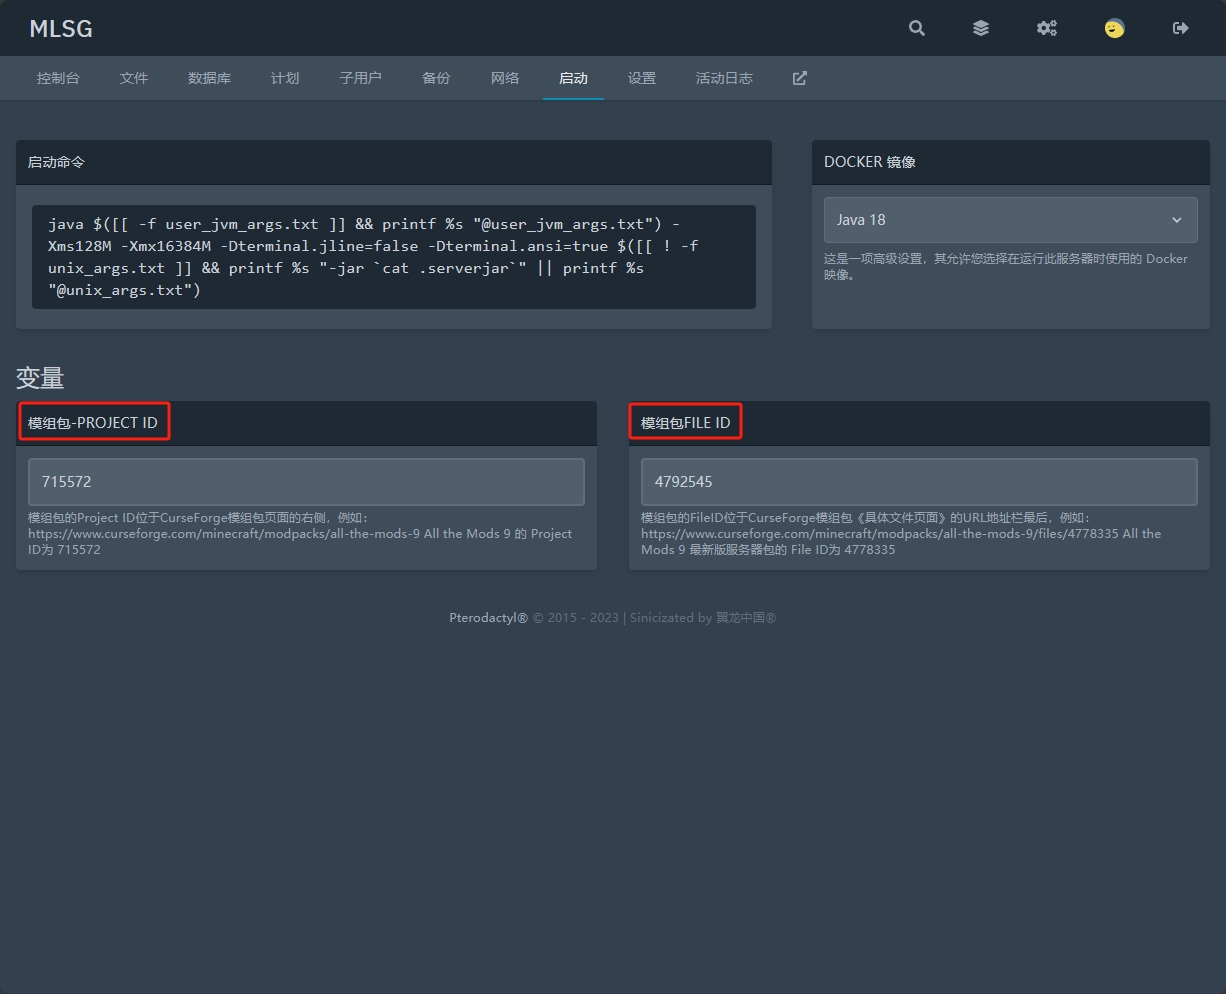 MLSG
控制台 文件 数据库 计划 子用户 备份 网络 启动 设置 活动日志
启动命令
java $([[ -f user_jvm_args.txt ]] && printf %s "@user_jvm_args.txt") -
Xms128M -Xmx16384M -Dterminal.jline=false -Dterminal.ansi=true $([[ ! -f
unix_args.txt ]] && printf %s "-jar `cat .serverjar`" || printf %s
"@unix_args.txt")
DOCKER 镜像
Java 18
这是一项高级设置，其允许您选择在运行此服务器时使用的 Docker
映像。
变量
模组包-PROJECT ID
715572
模组包的Project ID位于CurseForge模组包页面的右侧，例如：
https://www.curseforge.com/minecraft/modpacks/all-the-mods-9 All the Mods 9 的 Project
ID为 715572
模组包FILE ID
4792545
模组包的FileID位于CurseForge模组包《具体文件页面》的URL地址栏最后，例如：
https://www.curseforge.com/minecraft/modpacks/all-the-mods-9/files/4778335 All the
Mods 9 最新版服务器包的 File ID为 4778335
Pterodactyl® © 2015 - 2023 | Sinicizated by 翼龙中国®